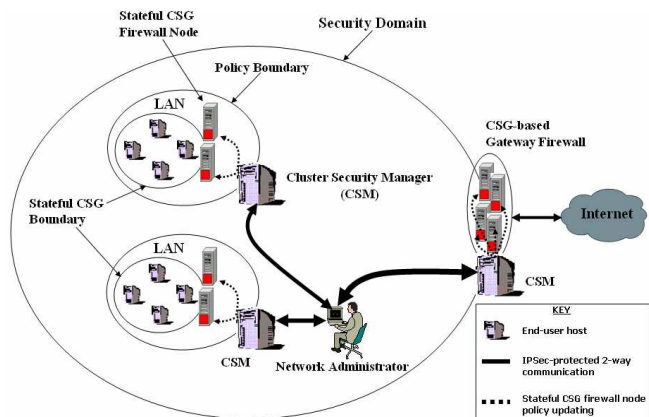 Stateful CSG
Firewall Node
Security Domain
Policy Boundary
LAN
CSG-based
Gateway Firewall
Cluster Security Manager
(CSM)
Stateful CSG
Boundary
Internet
LAN
CSM
CSM
Network Administrator
KEY
End-user host
IPSec-protected 2-way
communication
Stateful CSG firewall node
policy updating